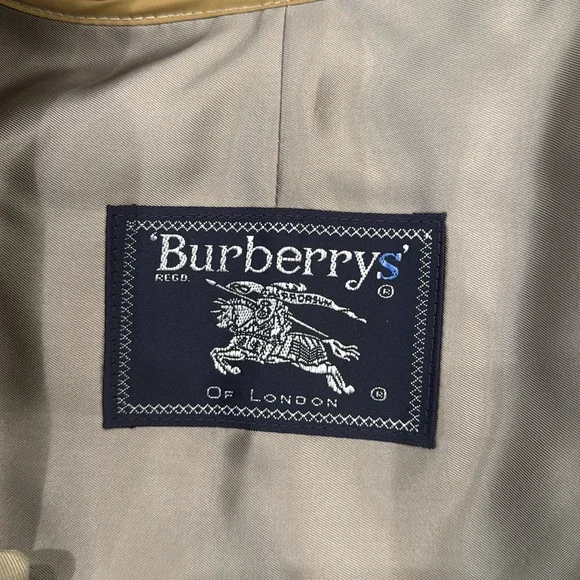 'Burberrys'
REGD.
PRORSUM
®
OF LONDON
®